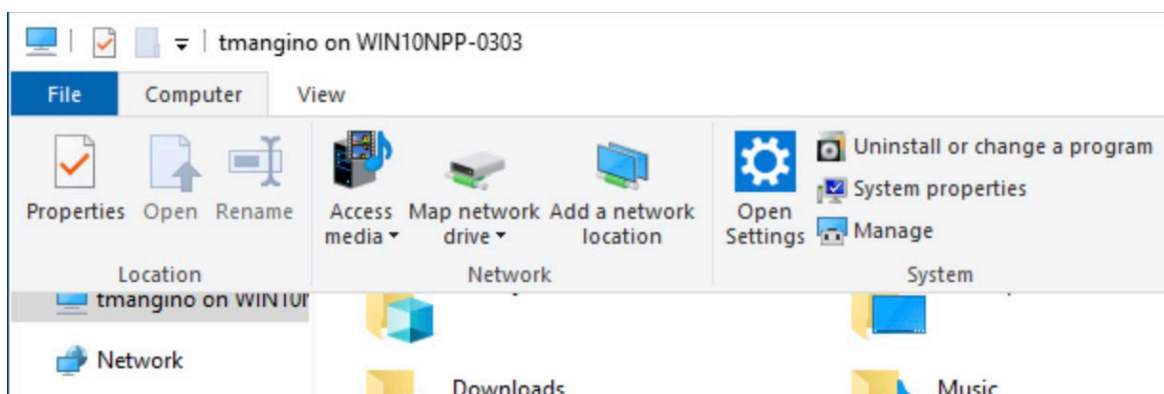 tmangino on WIN10NPP-0303
File Computer View
Properties Open Rename
Access media Map network drive Add a network location
Open Settings
Uninstall or change a program
System properties
Manage
Location Network System
tmangino on WIN10
Network
Downloads Music